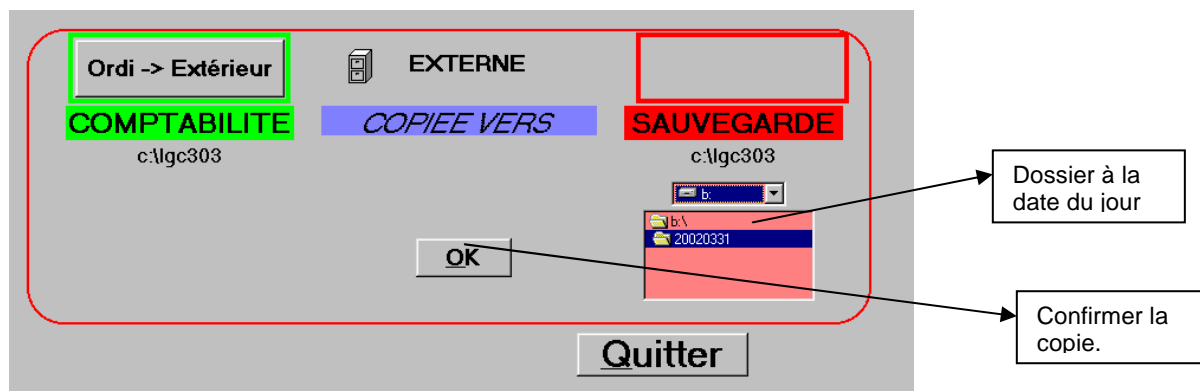 Ordi -> Extérieur
EXTERNE
COMPTABILITE
COPIEE VERS
SAUVEGARDE
c:\lgc303
c:\lgc303
b:
b:\
20020331
OK
Quitter
Dossier à la
date du jour
Confirmer la
copie.